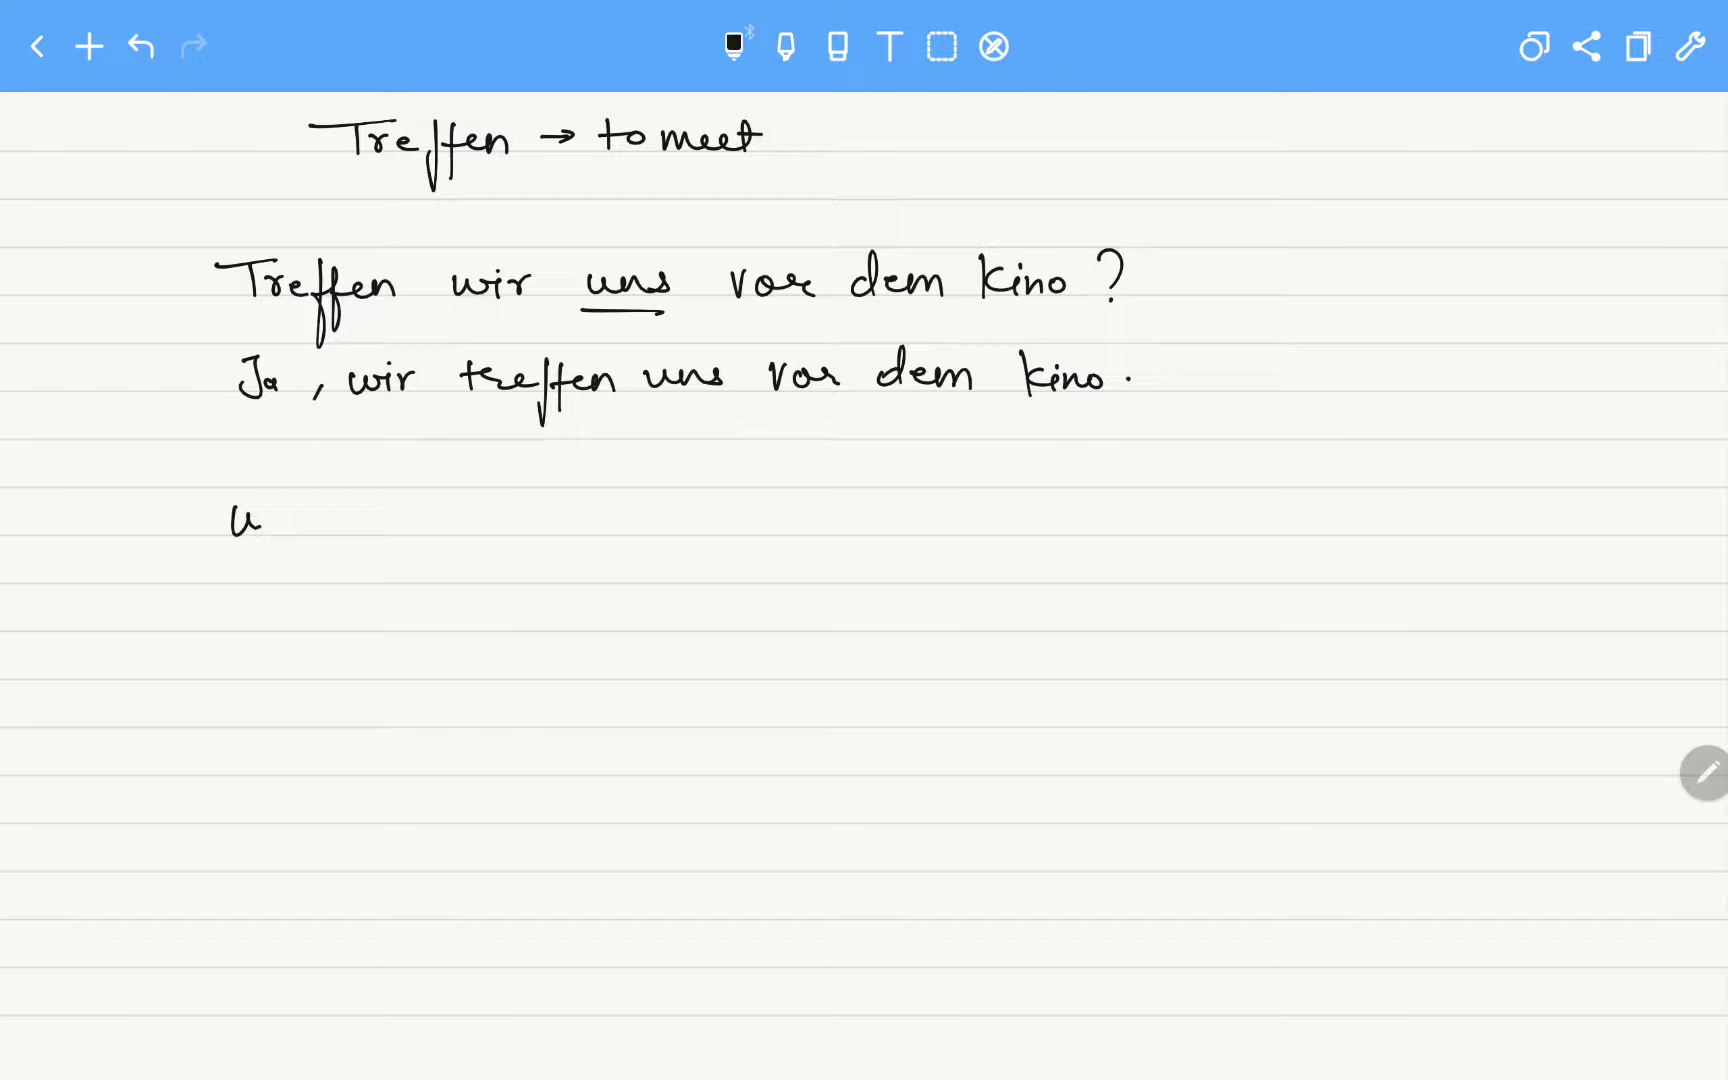 Treffen → to meet
Treffen wir uns vor dem kino ?
Ja , wir treffen uns vor dem kino .
u